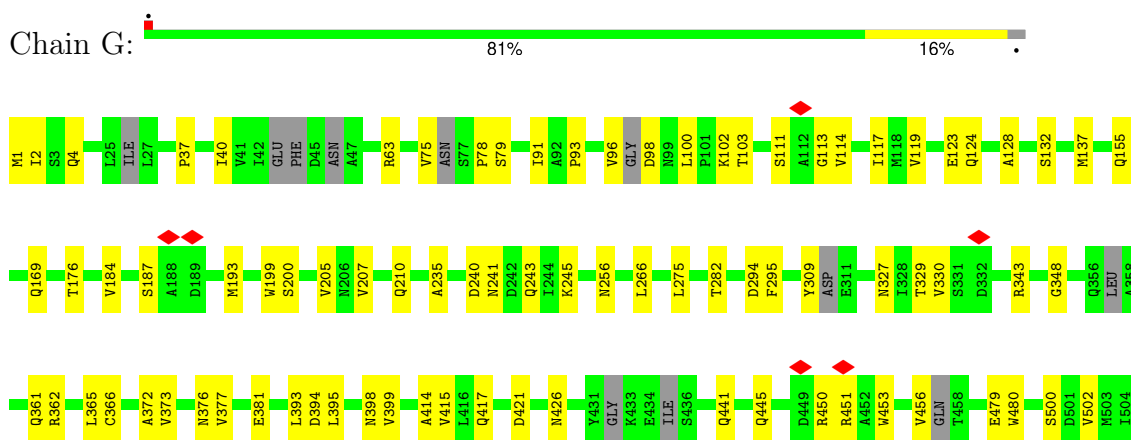 Chain G:
81% 16%
M1 I2 S3 Q4 L25 ILE L27 P37 I40 V41 I42 GLU PHE D45 ASN A47 R63 V75 ASN S77 P78 S79 I91 A92 P93 V96 GLY D98 N99 L100 P101 K102 T103 S111 A112 G113 V114 I117 M118 V119 E123 Q124 A128 S132 M137 Q155
Q169 T176 V184 S187 A188 D189 M193 W199 S200 V205 N206 V207 Q210 A235 D240 N241 D242 Q243 I244 K245 N256 L266 L275 T282 D294 F295 Y309 ASP E311 N327 I328 T329 V330 S331 D332 R343 G348 Q356 LEU A358
Q361 R362 L365 C366 A372 V373 N376 V377 E381 L393 D394 L395 N398 V399 A414 V415 L416 Q417 D421 N426 Y431 GLY K433 E434 ILE S436 Q441 Q445 D449 R450 R451 A452 W453 V456 GLN T458 E479 W480 S500 D501 V502 M503 I504